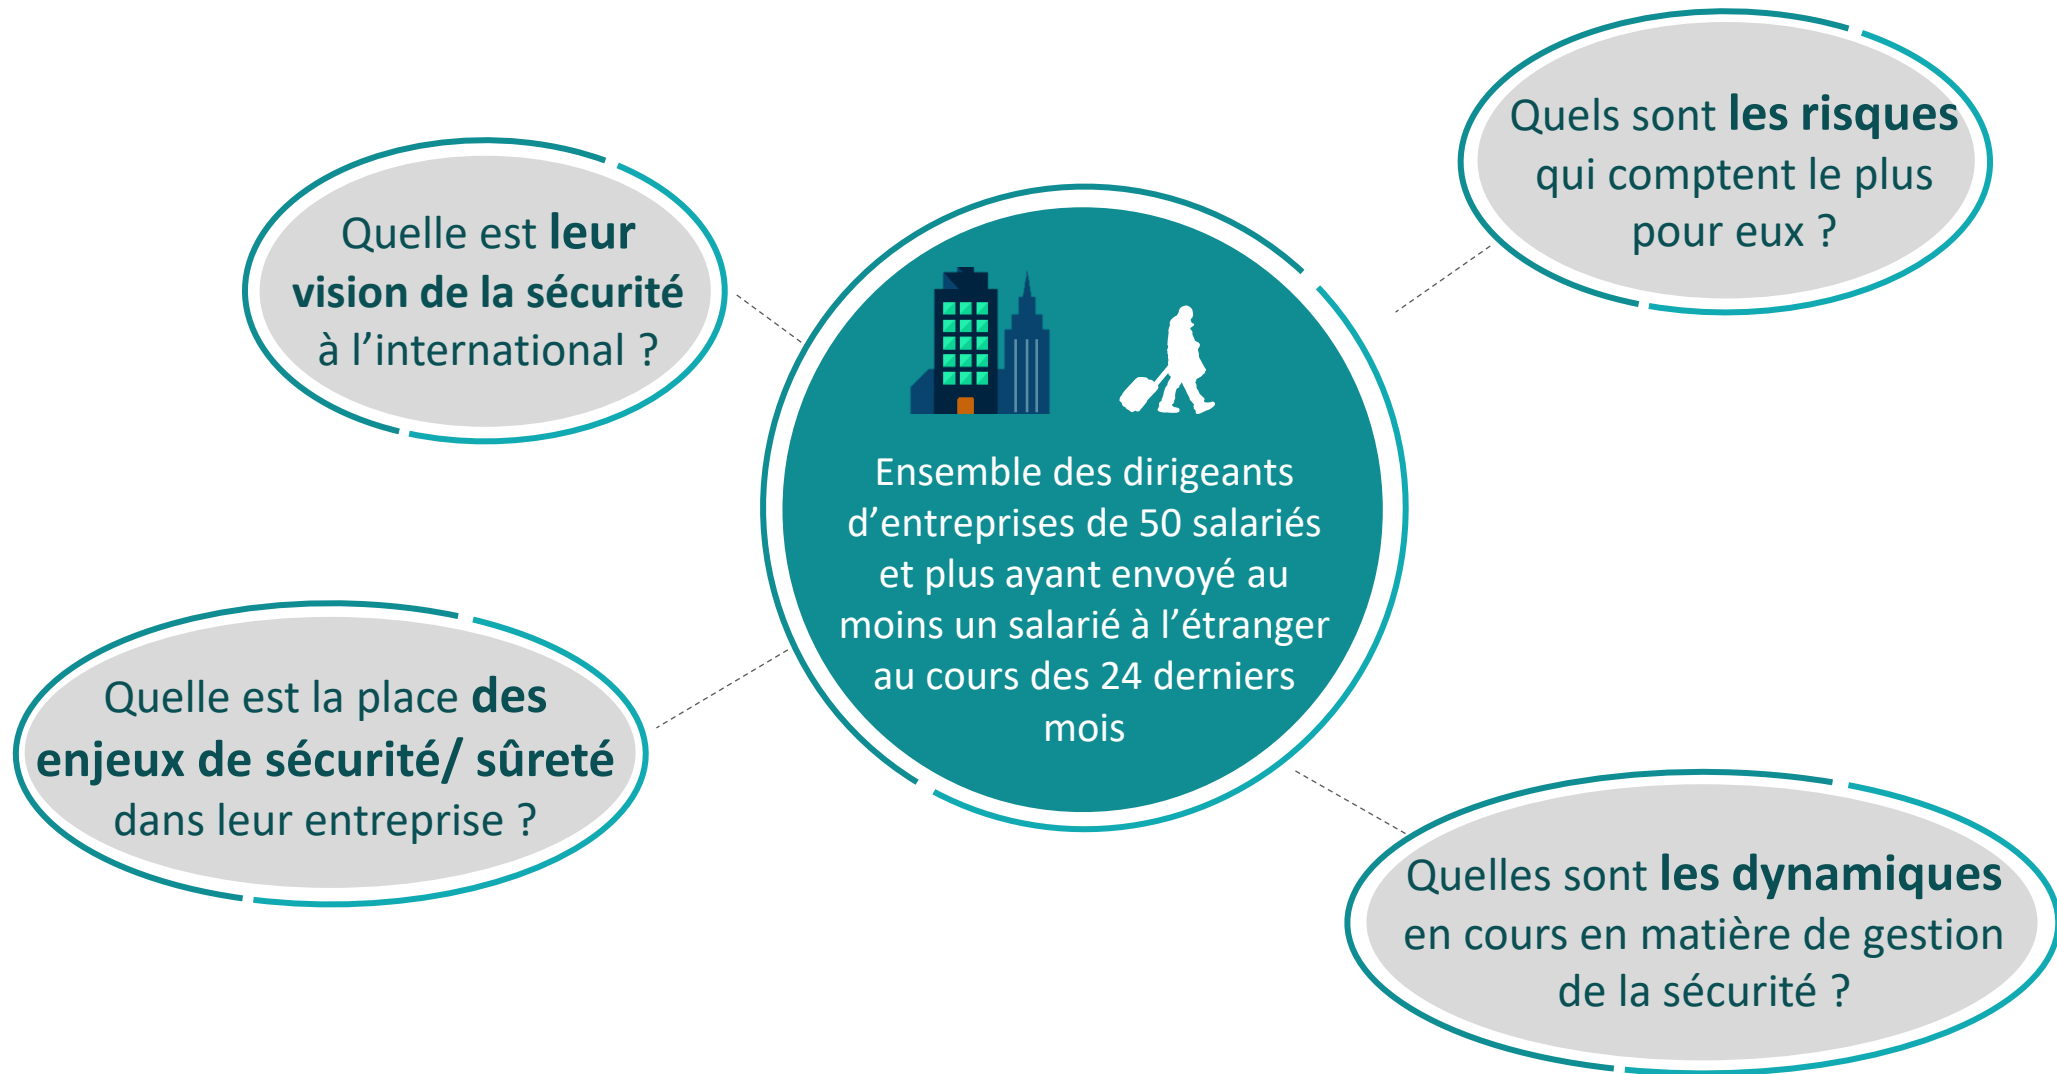 Quelle est leur
vision de la sécurité
à l’international ?
Quels sont les risques
qui comptent le plus
pour eux ?
Ensemble des dirigeants
d’entreprises de 50 salariés
et plus ayant envoyé au
moins un salarié à l’étranger
au cours des 24 derniers
mois
Quelle est la place des
enjeux de sécurité/ sûreté
dans leur entreprise ?
Quelles sont les dynamiques
en cours en matière de gestion
de la sécurité ?